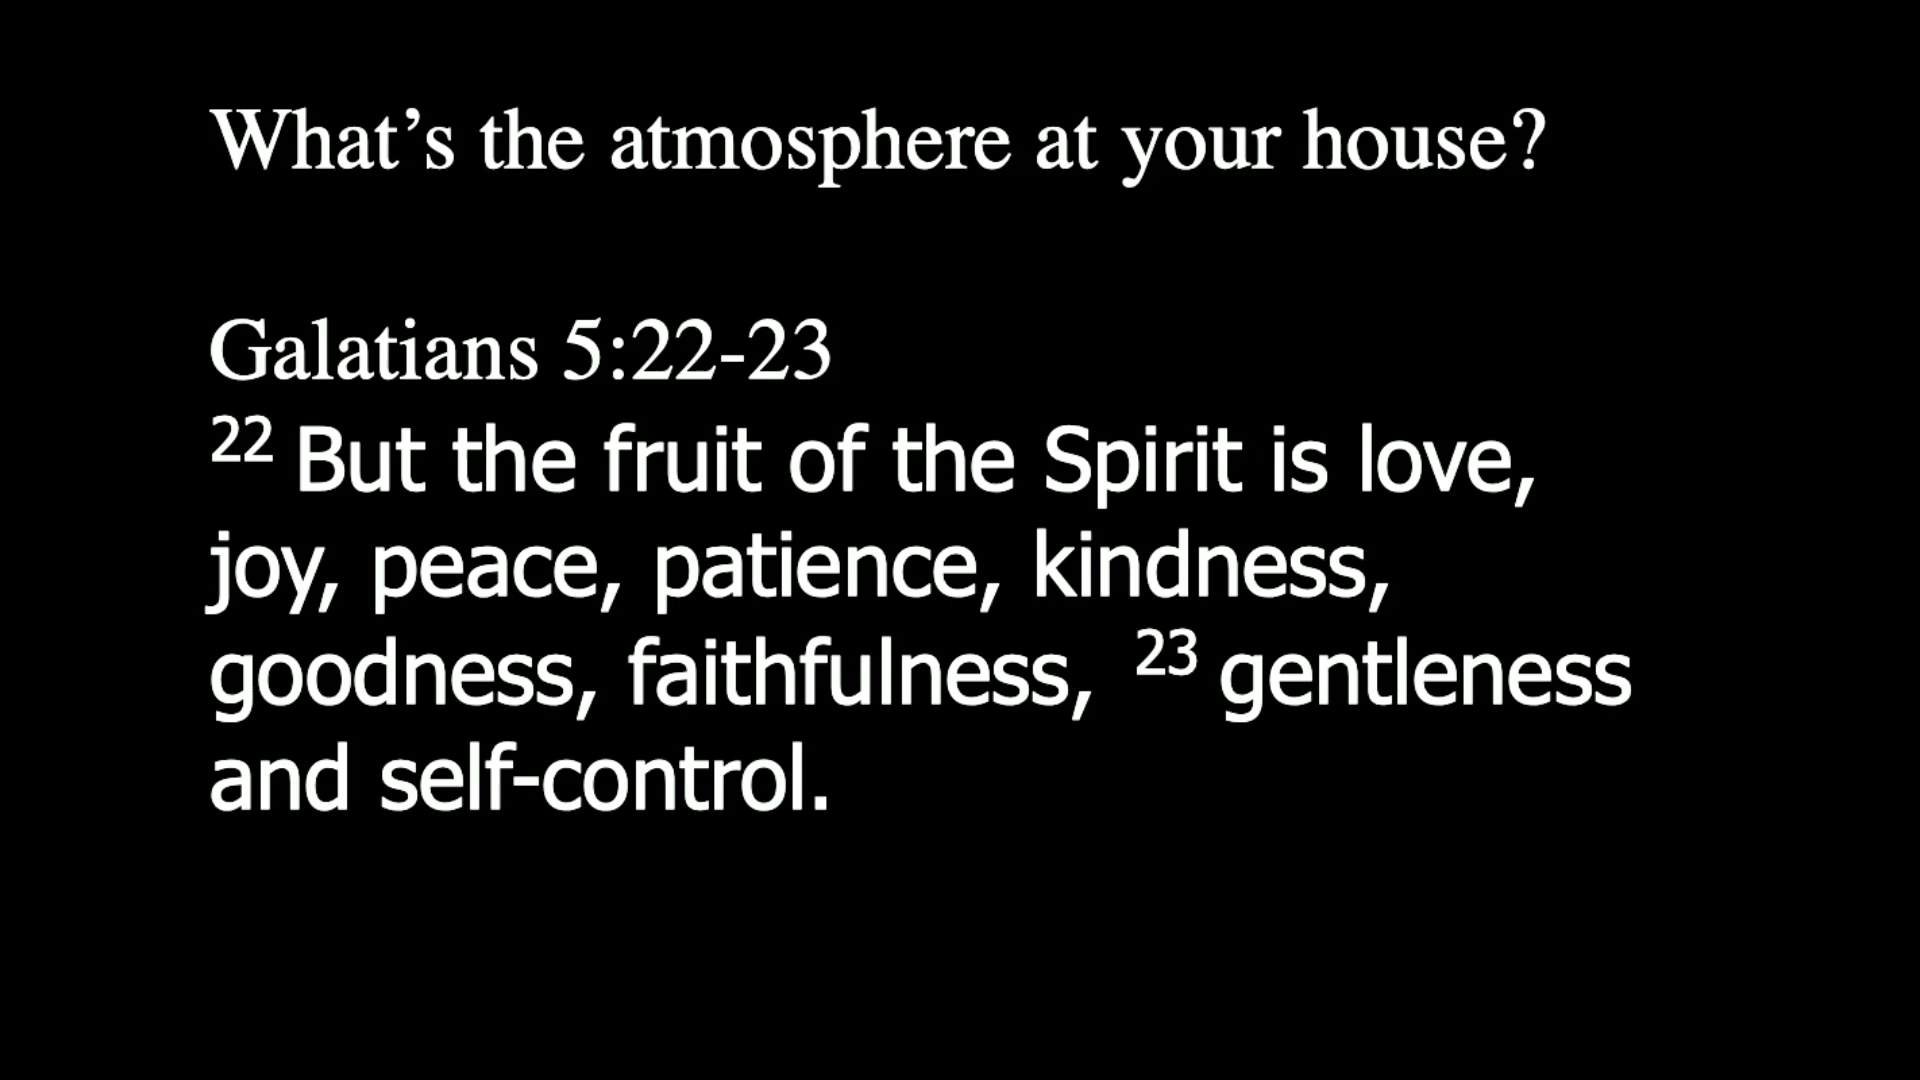 What’s the atmosphere at your house?
Galatians 5:22-23
22 But the fruit of the Spirit is love,
joy, peace, patience, kindness,
goodness, faithfulness, 23 gentleness
and self-control.